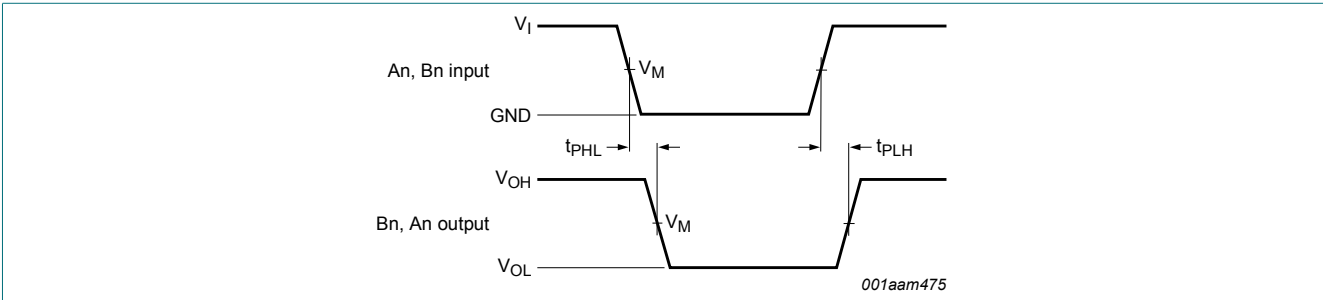 VI
An, Bn input
VM
GND
tPHL
tPLH
VOH
Bn, An output
VM
VOL
001aam475